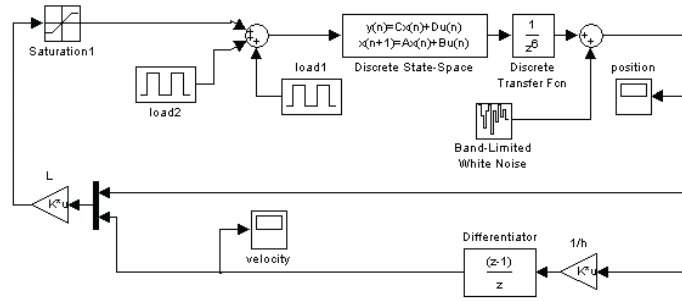 Saturation1
+
+
+
y(n)=Cx(n)+Du(n)
x(n+1)=Ax(n)+Bu(n)
Discrete State-Space
1
z6
Discrete
Transfer Fcn
+
+
position
load1
load2
Band-Limited
White Noise
L
K*u
velocity
Differentiator
(z-1)
z
1/h
K*u